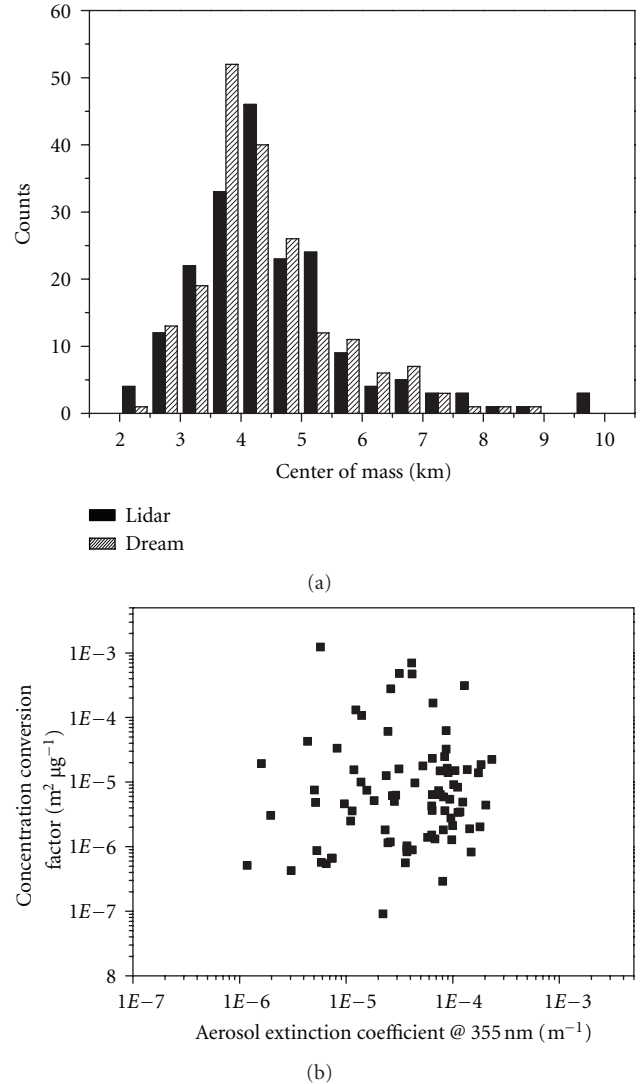 60
50
40
30
20
10
0
Counts
2 3 4 5 6 7 8 9 10
Center of mass (km)
Lidar
Dream
(a)
1E−3
1E−4
1E−5
1E−6
1E−7
8
Concentration conversion
factor (m² μg⁻¹)
1E−7 1E−6 1E−5 1E−4 1E−3
Aerosol extinction coefficient @ 355 nm (m⁻¹)
(b)